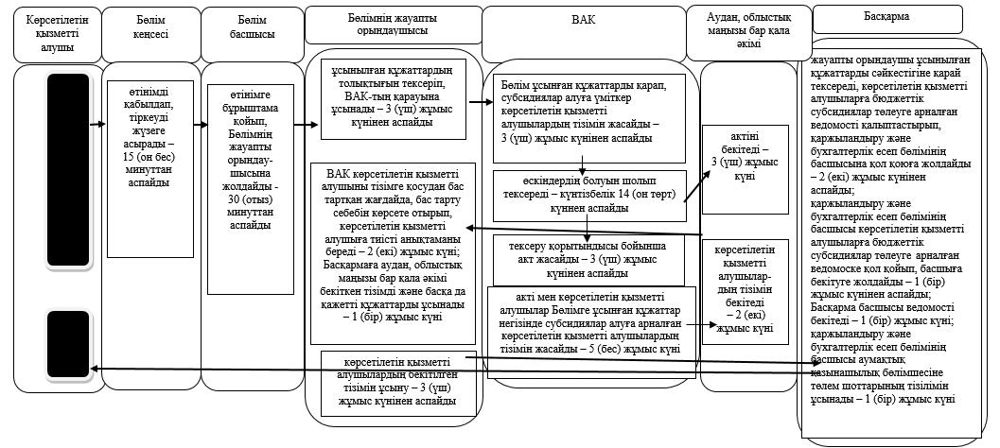 Көрсетілетін
қызметті
алушы
Бөлім
кеңсесі
Бөлім
басшысы
Бөлімнің жауапты
орындаушысы
ВАК
Аудан, облыстық
маңызы бар қала
әкімі
Басқарма
өтінімді
қабылдап,
тіркеуді
жүзеге
асырады –
15 (он бес)
минуттан
аспайды
өтінімге
бұрыштама
қойып,
Бөлімнің
жауапты
орындау-
шысына
жолдайды -
30 (отыз)
минуттан
аспайды
ұсынылған құжаттардың
толықтығын тексеріп,
ВАК-тың қарауына
ұсынады – 3 (үш) жұмыс
күнінен аспайды
ВАК көрсетілетін қызметті
алушыны тізімге қосудан бас
тартқан жағдайда, бас тарту
себебін көрсете отырып,
көрсетілетін қызметті
алушыға тиісті анықтаманы
береді – 2 (екі) жұмыс күні;
Басқармаға аудан, облыске
маңызы бар қала әкімі
бекіткен тізімді және басқа да
қажетті құжаттарды ұсынады
– 1 (бір) жұмыс күні
көрсетілетін қызметті
алушылардың бекітілген
тізімін ұсыну – 3 (үш)
жұмыс күнінен аспайды
Бөлім ұсынған құжаттарды қарап,
субсидиялар алуға үміткер
көрсетілетін қызметті
алушылардың тізімін жасайды –
3 (үш) жұмыс күнінен аспайды
өскіндердің болуын шолып
тексереді – күнтізбелік 14 (он төрт)
күннен аспайды
тексеру қорытындысы бойынша
акт жасайды – 3 (үш) жұмыс
күнінен аспайды
акті мен көрсетілетін қызметті
алушылар Бөлімге ұсынған құжаттар
негізінде субсидиялар алуға арналған
көрсетілетін қызметті алушылардың
тізімін жасайды – 5 (бес) жұмыс күні
актіні
бекітеді –
3 (үш) жұмыс
күні
көрсетілетін
қызметті
алушылар-
дың тізімін
бекітеді
– 2 (екі)
жұмыс күні
жауапты орындаушы ұсынылған
құжаттарды сәйкестігіне қарай
тексереді, көрсетілетін қызметті
алушыларға бюджеттік
субсидиялар төлеуге арналған
ведомості қалыптастырып,
қаржыландыру және
бухгалтерлік есеп бөлімінің
басшысына қол қоюға жолдайды
– 2 (екі) жұмыс күнінен
аспайды;
қаржыландыру және
бухгалтерлік есеп бөлімінің
басшысы көрсетілетін қызметті
алушыларға бюджеттік
субсидиялар төлеуге арналған
ведомоске қол қойып, басшыға
бекітуге жолдайды – 1 (бір)
жұмыс күнінен аспайды;
Басқарма басшысы ведомості
бекітеді – 1 (бір) жұмыс күні;
қаржыландыру және
бухгалтерлік есеп бөлімінің
басшысы аумақтық
қазынашылық бөлімшесіне
төлем шоттарының тізілімін
ұсынады – 1 (бір) жұмыс күні